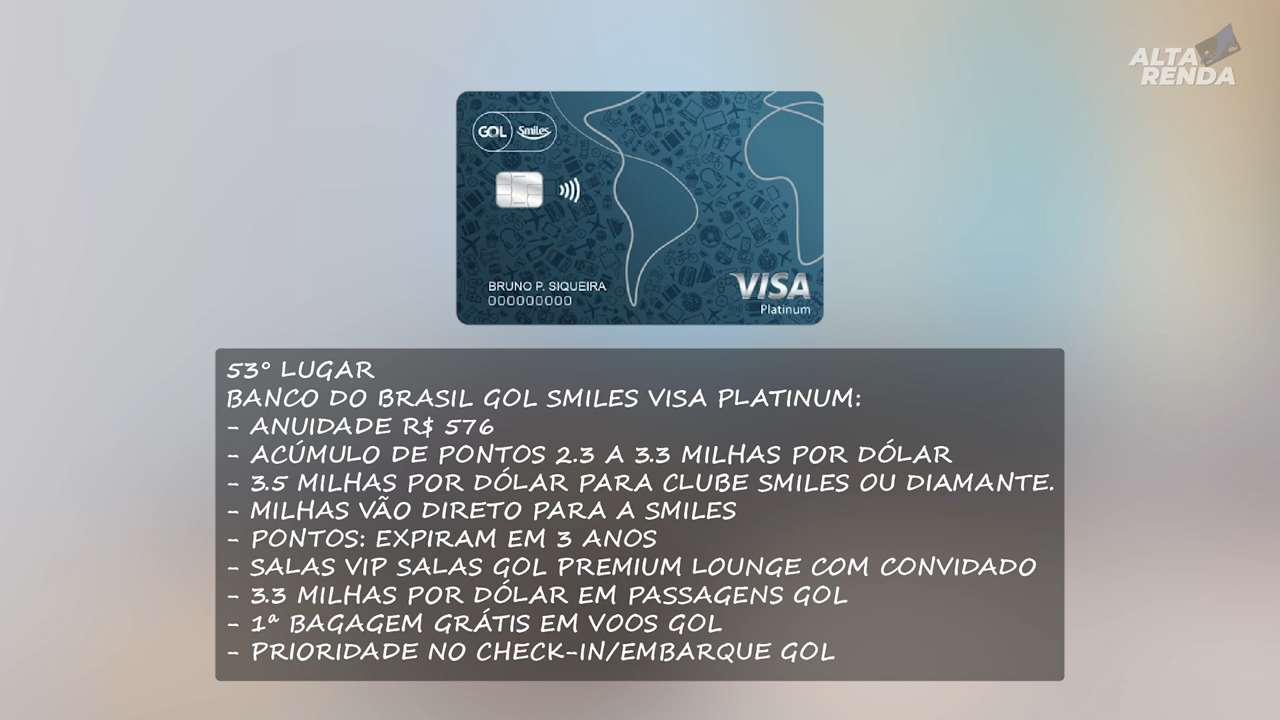 ALTA
RENDA
GOL Smiles
BRUNO P. SIQUEIRA
000000000
VISA
Platinum
53º LUGAR
BANCO DO BRASIL GOL SMILES VISA PLATINUM:
- ANUIDADE R$ 576
- ACÚMULO DE PONTOS 2.3 A 3.3 MILHAS POR DÓLAR
- 3.5 MILHAS POR DÓLAR PARA CLUBE SMILES OU DIAMANTE.
- MILHAS VÃO DIRETO PARA A SMILES
- PONTOS: EXPIRAM EM 3 ANOS
- SALAS VIP SALAS GOL PREMIUM LOUNGE COM CONVIDADO
- 3.3 MILHAS POR DÓLAR EM PASSAGENS GOL
- 1ª BAGAGEM GRÁTIS EM VOOS GOL
- PRIORIDADE NO CHECK-IN/EMBARQUE GOL